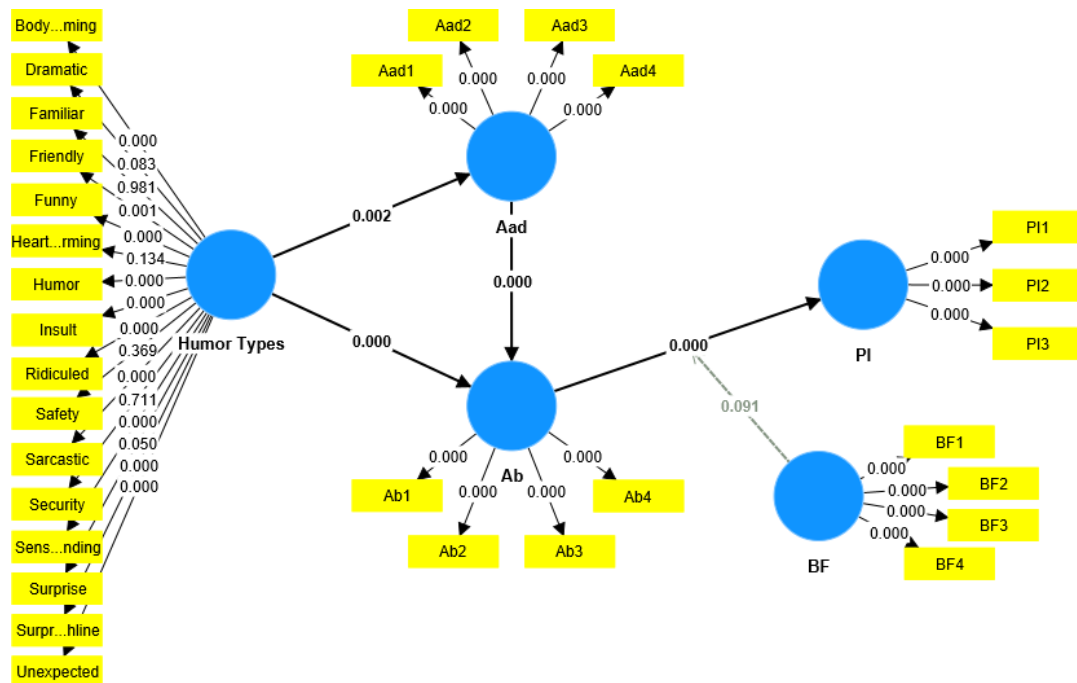 Body...ming
Dramatic
Familiar
Friendly
Funny
Heart...rming
Humor
Insult
Ridiculed
Safety
Sarcastic
Security
Sens...nding
Surprise
Surpr...hline
Unexpected
0.000
0.083
0.981
0.001
0.000
0.134
0.000
0.000
0.000
0.369
0.000
0.711
0.000
0.050
0.000
0.000
Humor Types
0.002
0.000
Aad1
Aad2
Aad3
Aad4
0.000
0.000
0.000
0.000
Aad
0.000
Ab
0.000
0.000
0.000
0.000
Ab1
Ab2
Ab3
Ab4
0.000
0.091
PI
0.000
0.000
0.000
PI1
PI2
PI3
BF
0.000
0.000
0.000
0.000
BF1
BF2
BF3
BF4